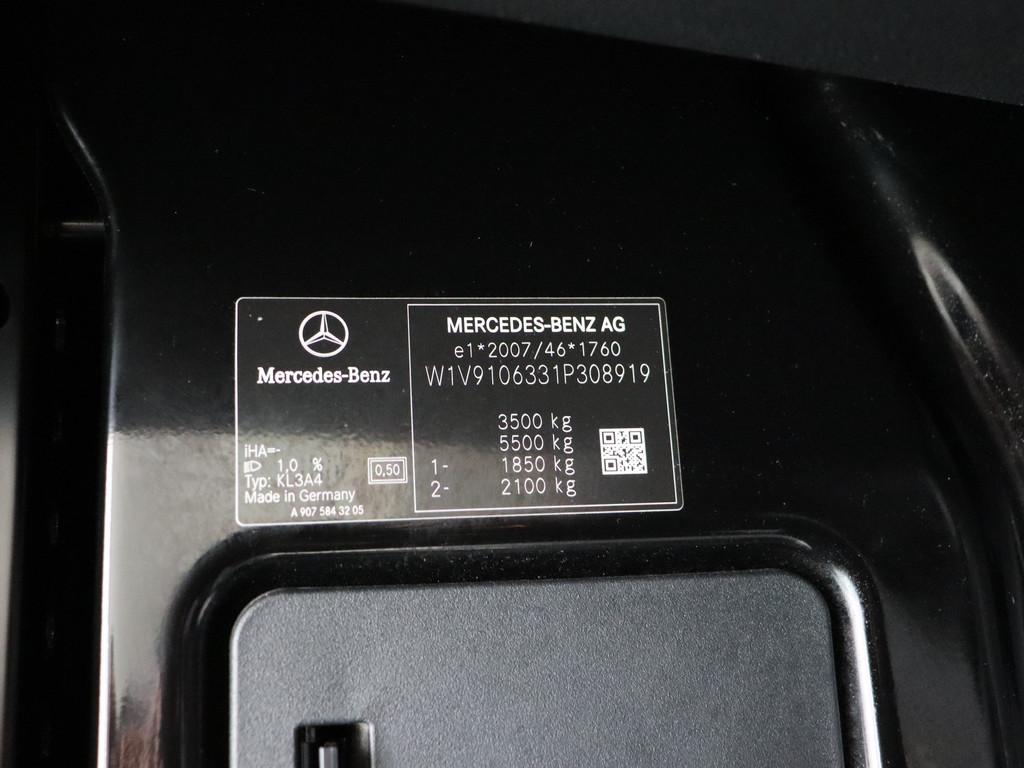 Mercedes-Benz
iHA=-
1,0 %
Typ: KL3A4
Made in Germany
A 907 584 32 05
0,50
MERCEDES-BENZ AG
e1*2007/46*1760
W1V9106331P308919
3500 kg
5500 kg
1- 1850 kg
2- 2100 kg